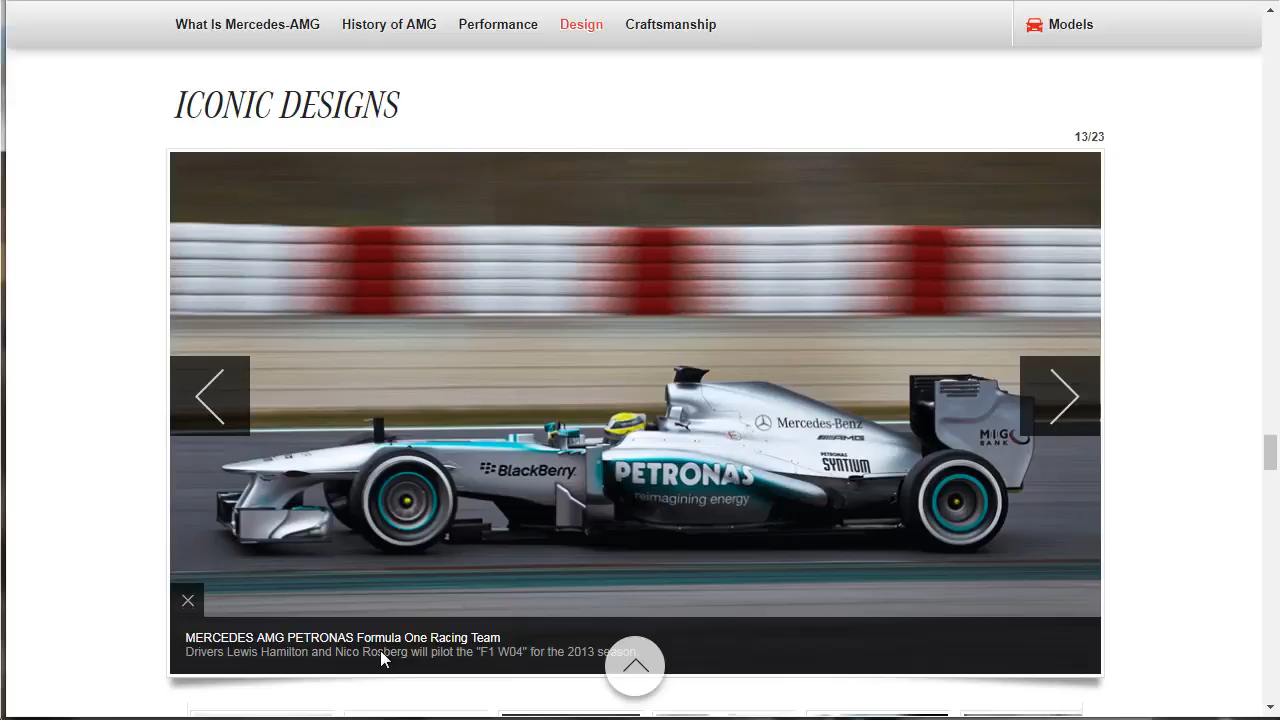 What Is Mercedes-AMG History of AMG Performance Design Craftsmanship Models
ICONIC DESIGNS
13/23
Mercedes-Benz
AMG
MIG
BANK
PETRONAS
SYNTIUM
BlackBerry
PETRONAS
reimagining energy
MERCEDES AMG PETRONAS Formula One Racing Team
Drivers Lewis Hamilton and Nico Rosberg will pilot the "F1 W04" for the 2013 season.